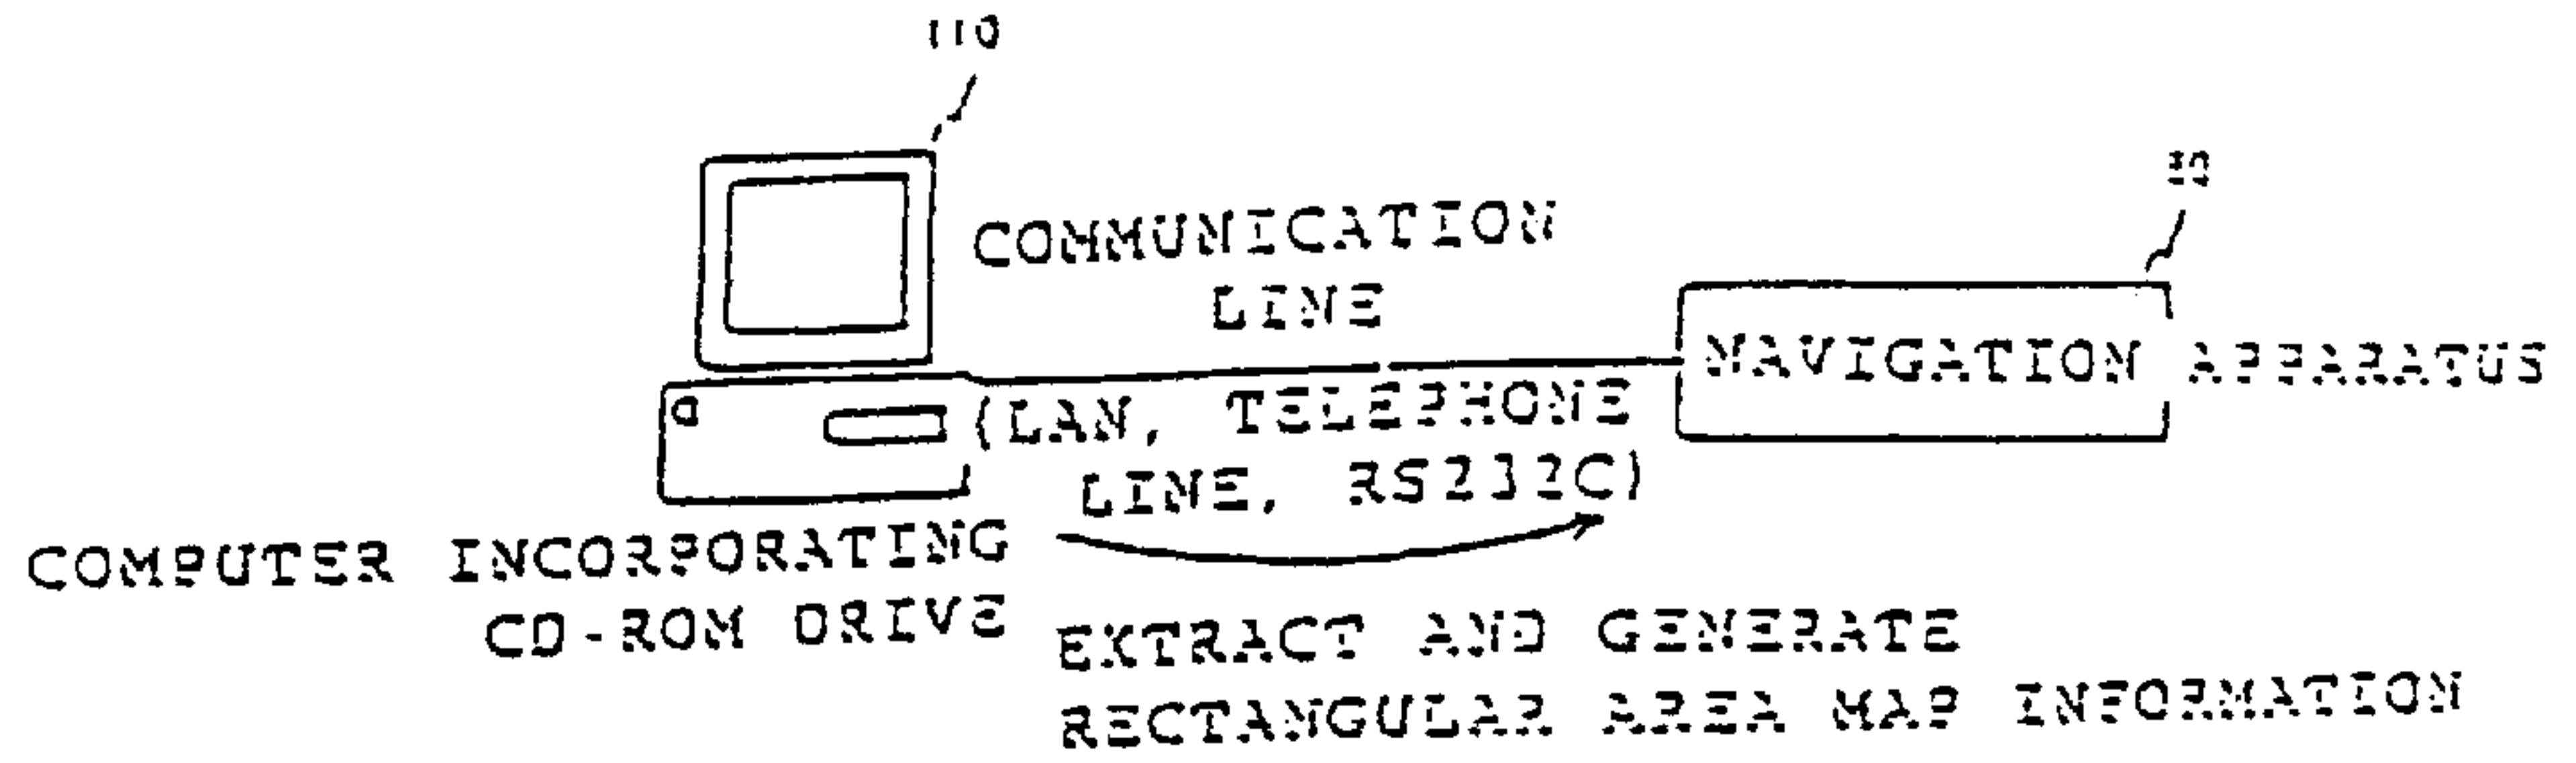 110
COMMUNICATION
LINE
NAVIGATION APPARATUS
(LAN, TELEPHONE
LINE, RS232C)
COMPUTER INCORPORATING
CD-ROM DRIVE
EXTRACT AND GENERATE
RECTANGULAR AREA MAP INFORMATION